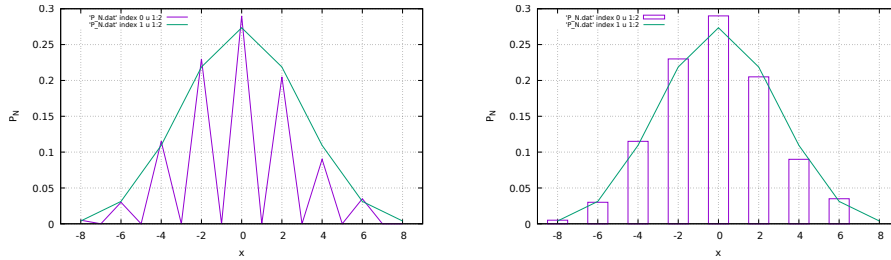 'P_N.dat' index 0 u 1:2
'P_N.dat' index 1 u 1:2
P_N
0.3
0.25
0.2
0.15
0.1
0.05
0
-8 -6 -4 -2 0 2 4 6 8
x
'P_N.dat' index 0 u 1:2
'P_N.dat' index 1 u 1:2
P_N
0.3
0.25
0.2
0.15
0.1
0.05
0
-8 -6 -4 -2 0 2 4 6 8
x